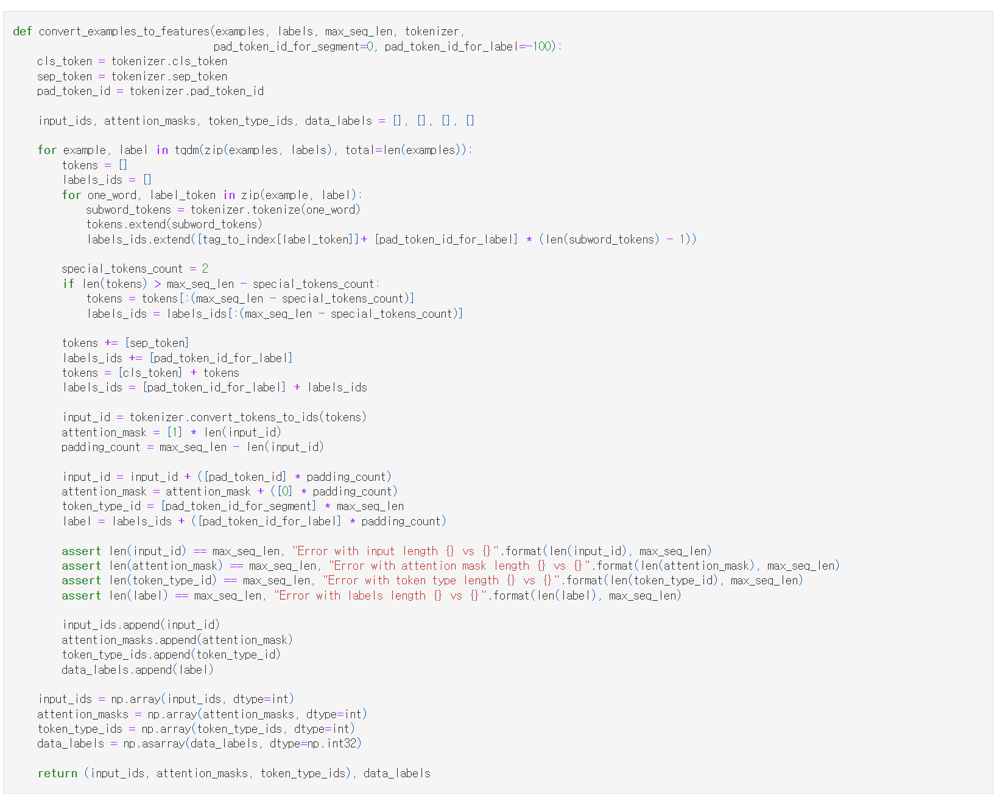 def convert_examples_to_features(examples, labels, max_seq_len, tokenizer,
                                 pad_token_id_for_segment=0, pad_token_id_for_label=-100):
    cls_token = tokenizer.cls_token
    sep_token = tokenizer.sep_token
    pad_token_id = tokenizer.pad_token_id

    input_ids, attention_masks, token_type_ids, data_labels = [], [], [], []

    for example, label in tqdm(zip(examples, labels), total=len(examples)):
        tokens = []
        labels_ids = []
        for one_word, label_token in zip(example, label):
            subword_tokens = tokenizer.tokenize(one_word)
            tokens.extend(subword_tokens)
            labels_ids.extend([tag_to_index[label_token]]+ [pad_token_id_for_label] * (len(subword_tokens) - 1))

        special_tokens_count = 2
        if len(tokens) > max_seq_len - special_tokens_count:
            tokens = tokens[:(max_seq_len - special_tokens_count)]
            labels_ids = labels_ids[:(max_seq_len - special_tokens_count)]

        tokens += [sep_token]
        labels_ids += [pad_token_id_for_label]
        tokens = [cls_token] + tokens
        labels_ids = [pad_token_id_for_label] + labels_ids

        input_id = tokenizer.convert_tokens_to_ids(tokens)
        attention_mask = [1] * len(input_id)
        padding_count = max_seq_len - len(input_id)

        input_id = input_id + ([pad_token_id] * padding_count)
        attention_mask = attention_mask + ([0] * padding_count)
        token_type_id = [pad_token_id_for_segment] * max_seq_len
        label = labels_ids + ([pad_token_id_for_label] * padding_count)

        assert len(input_id) == max_seq_len, "Error with input length {} vs {}".format(len(input_id), max_seq_len)
        assert len(attention_mask) == max_seq_len, "Error with attention mask length {} vs {}".format(len(attention_mask), max_seq_len)
        assert len(token_type_id) == max_seq_len, "Error with token type length {} vs {}".format(len(token_type_id), max_seq_len)
        assert len(label) == max_seq_len, "Error with labels length {} vs {}".format(len(label), max_seq_len)

        input_ids.append(input_id)
        attention_masks.append(attention_mask)
        token_type_ids.append(token_type_id)
        data_labels.append(label)

    input_ids = np.array(input_ids, dtype=int)
    attention_masks = np.array(attention_masks, dtype=int)
    token_type_ids = np.array(token_type_ids, dtype=int)
    data_labels = np.asarray(data_labels, dtype=np.int32)

    return (input_ids, attention_masks, token_type_ids), data_labels